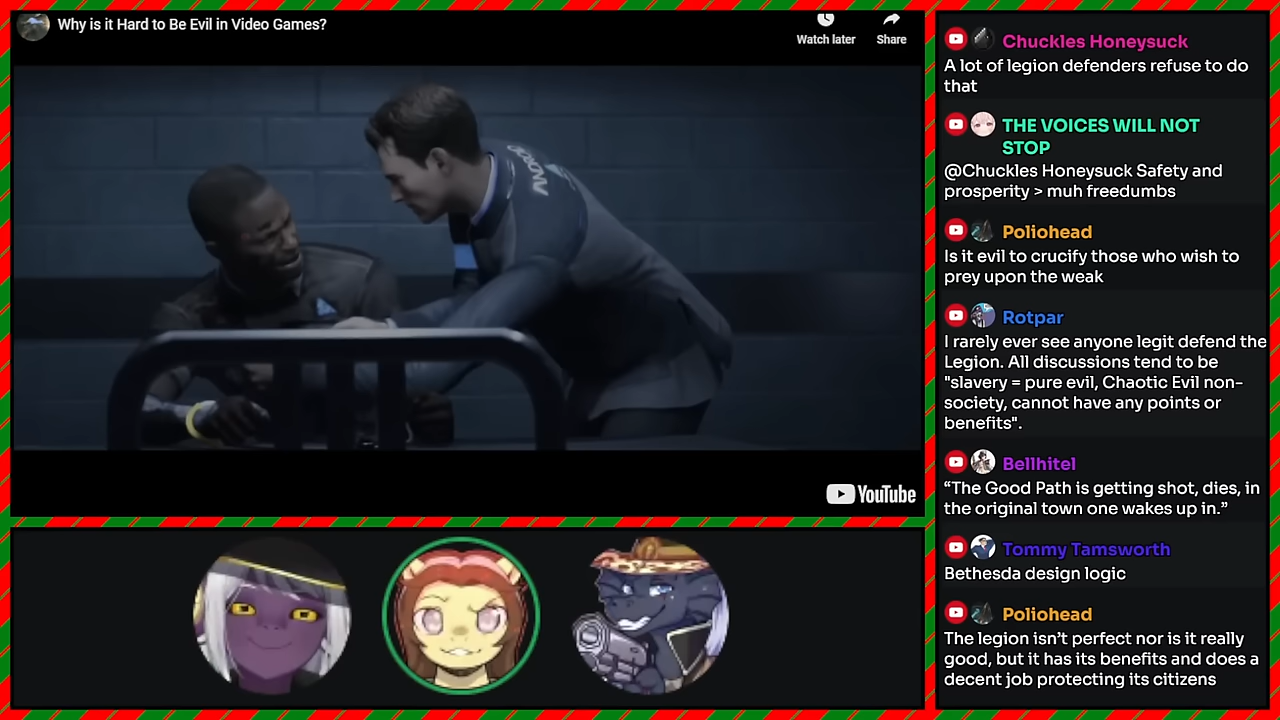 Why is it Hard to Be Evil in Video Games?
Watch later
Share
ANDROID
YouTube
Chuckles Honeysuck
A lot of legion defenders refuse to do
that
THE VOICES WILL NOT
STOP
@Chuckles Honeysuck Safety and
prosperity > muh freedumbs
Poliohead
Is it evil to crucify those who wish to
prey upon the weak
Rotpar
I rarely ever see anyone legit defend the
Legion. All discussions tend to be
"slavery = pure evil, Chaotic Evil non-
society, cannot have any points or
benefits".
Bellhitel
“The Good Path is getting shot, dies, in
the original town one wakes up in.”
Tommy Tamsworth
Bethesda design logic
Poliohead
The legion isn’t perfect nor is it really
good, but it has its benefits and does a
decent job protecting its citizens